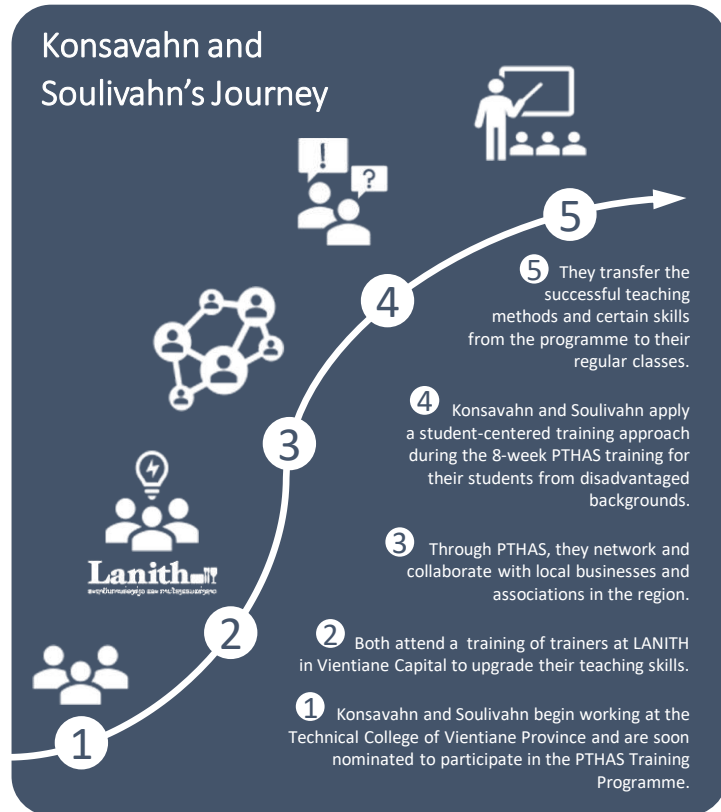 Konsavahn and
Soulivahn's Journey
!
?
5
4
3
2
1
Lanith
5 They transfer the
successful teaching
methods and certain skills
from the programme to their
regular classes.
4 Konsavahn and Soulivahn apply
a student-centered training approach
during the 8-week PTHAS training for
their students from disadvantaged
backgrounds.
3 Through PTHAS, they network and
collaborate with local businesses and
associations in the region.
2 Both attend a training of trainers at LANITH
in Vientiane Capital to upgrade their teaching skills.
1 Konsavahn and Soulivahn begin working at the
Technical College of Vientiane Province and are soon
nominated to participate in the PTHAS Training
Programme.